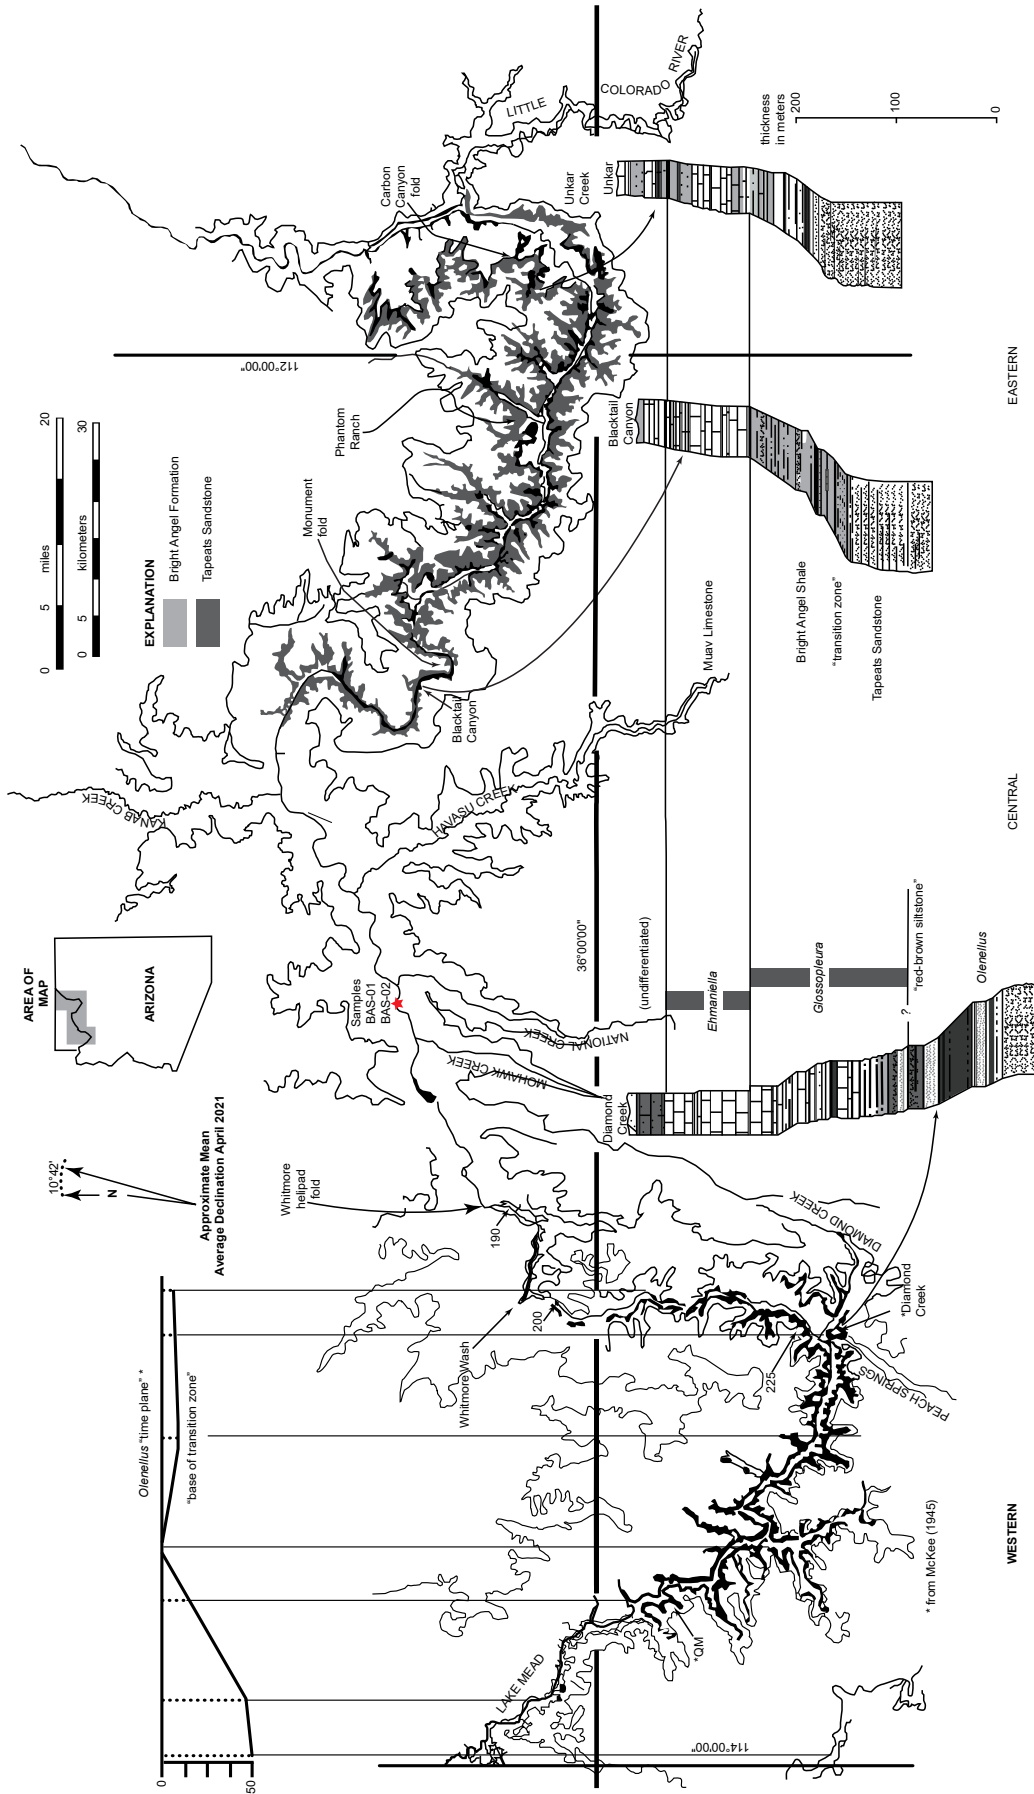 0
5
miles
20
0
5
kilometers
30
EXPLANATION
Bright Angel Formation
Tapeats Sandstone
AREA OF
MAP
ARIZONA
10°42'
N
Approximate Mean
Average Declination April 2021
Olenellus "time plane" *
"base of transition zone"
0
50
LITTLE
COLORADO RIVER
Carbon
Canyon
fold
Unkar
Creek
Unkar
thickness
in meters
200
100
0
112°00'00"
Phantom
Ranch
Monument
fold
Blacktail
Canyon
Blacktail
Canyon
KANAB CREEK
HAVASU CREEK
Samples
BAS-01
BAS-02
NATIONAL CREEK
MOHAWK CREEK
36°00'00"
Whitmore
helipad
fold
190
Whitmore Wash
200
225
DIAMOND CREEK
*Diamond
Creek
PEACH SPRINGS
LAKE MEAD
*QM
114°00'00"
Diamond
Creek
(undifferentiated)
Ehmaniella
Glossopleura
?
"red-brown siltstone"
Olenellus
Muav Limestone
Bright Angel Shale
"transition zone"
Tapeats Sandstone
* from McKee (1945)
WESTERN
CENTRAL
EASTERN